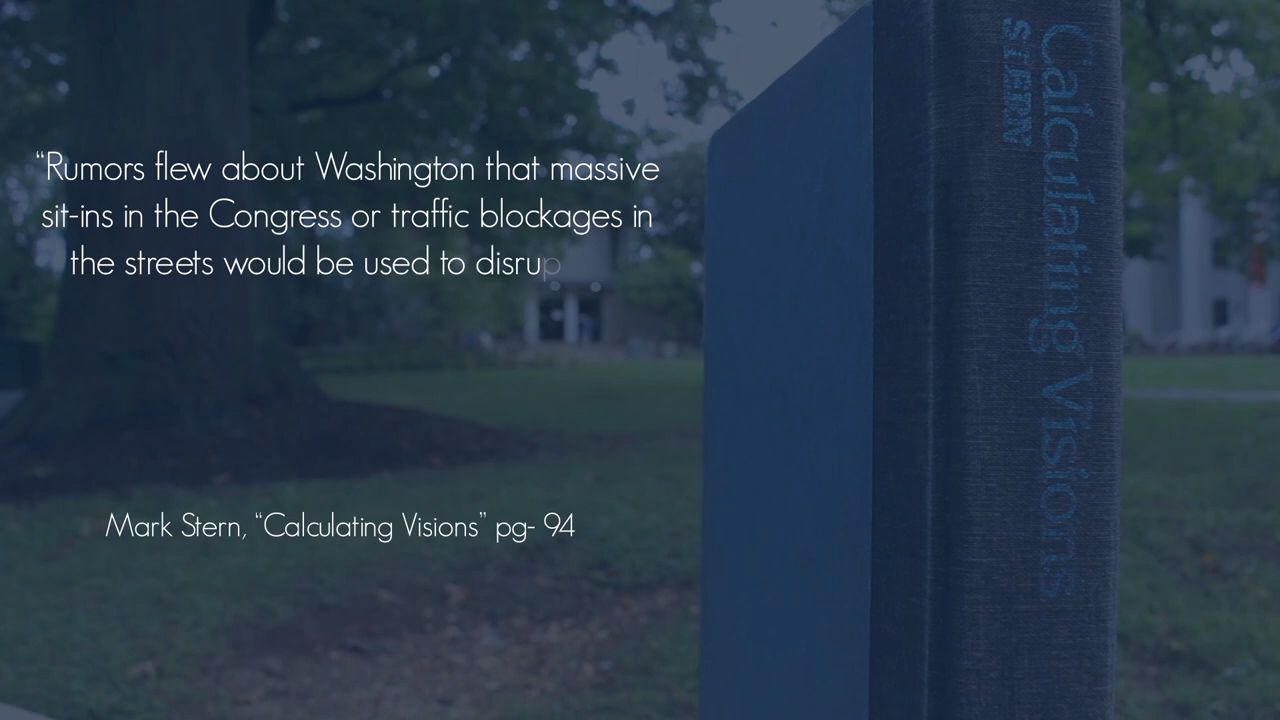 “Rumors flew about Washington that massive
sit-ins in the Congress or traffic blockages in
the streets would be used to disrup
Mark Stern, “Calculating Visions” pg- 94
Calculating Visions
STERN